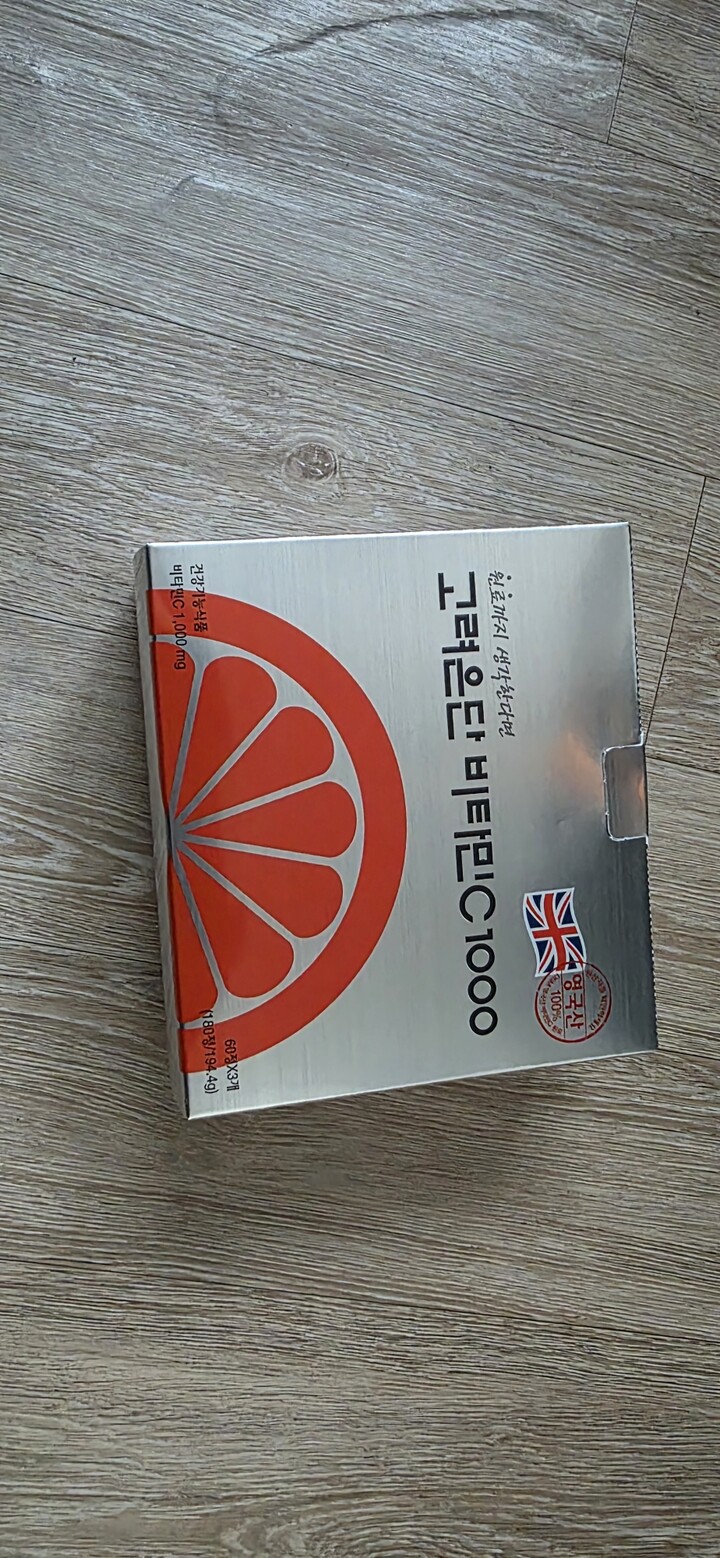 원료까지 생각한다면
고려은단 비타민C1000
영국산
100%
건강기능식품
비타민C 1,000 mg
60정X3개
(180정/194.4g)